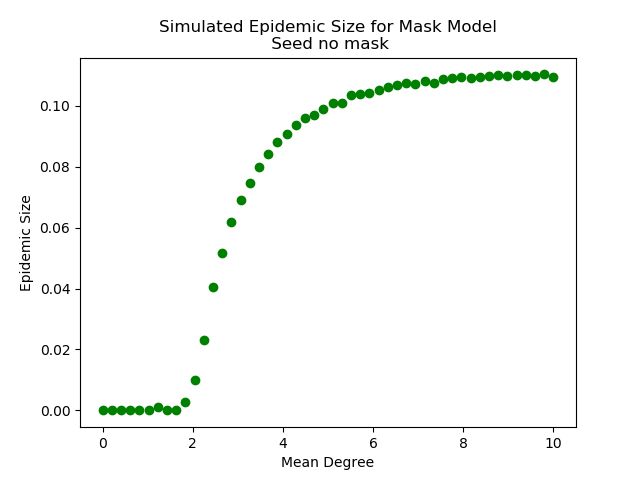 Simulated Epidemic Size for Mask Model
Seed no mask
Epidemic Size
0.10
0.08
0.06
0.04
0.02
0.00
0 2 4 6 8 10
Mean Degree